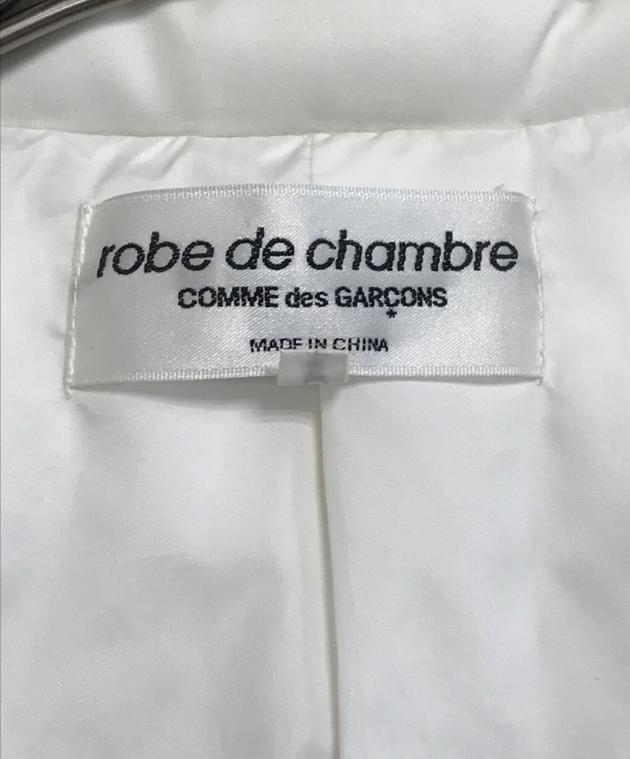 robe de chambre
COMME des GARÇONS
*
MADE IN CHINA